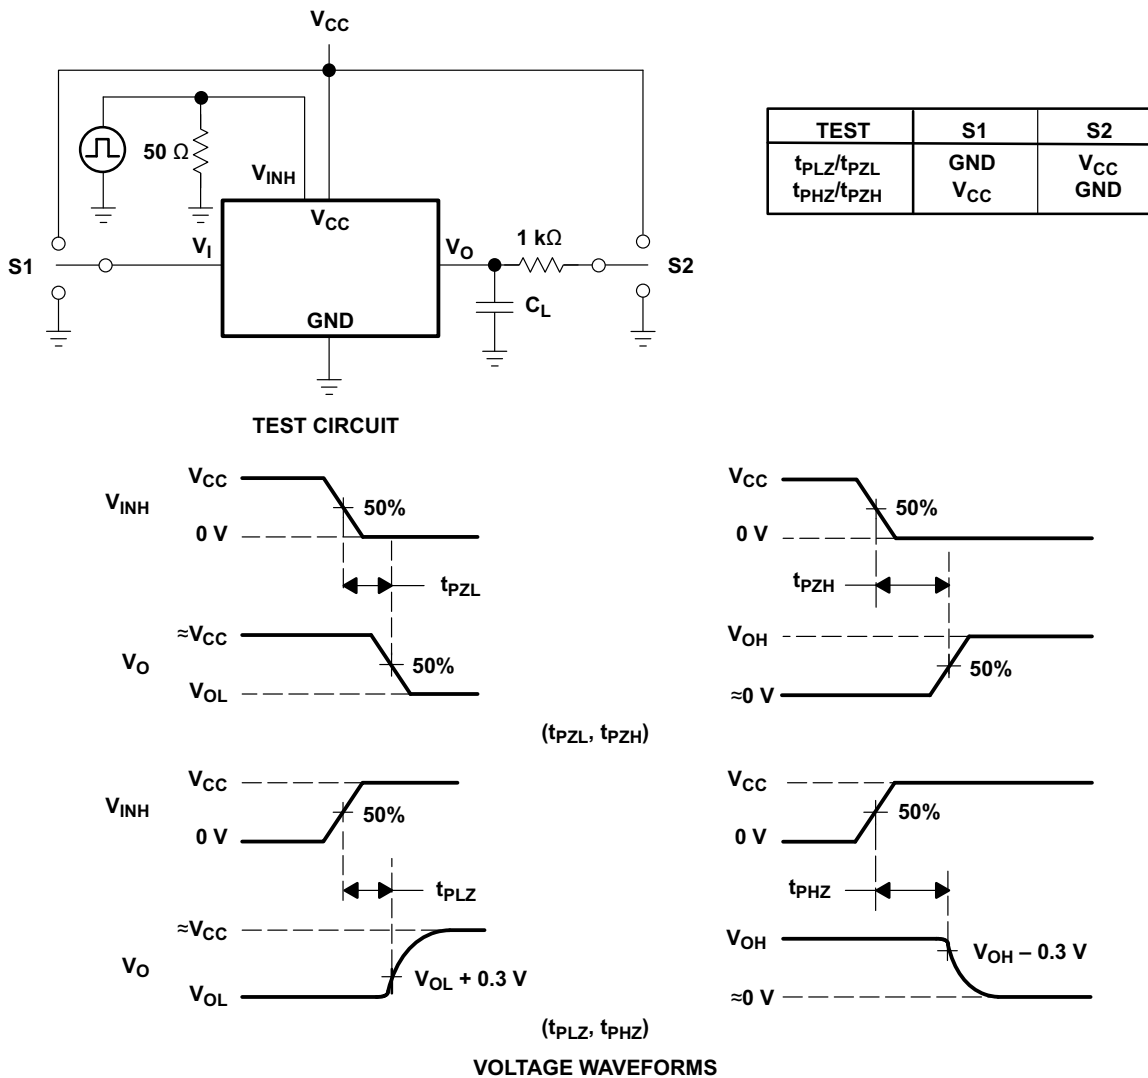 VCC
50 Ω
VINH
VCC
VI
VO
1 kΩ
S1
S2
CL
GND
TEST S1 S2
tPLZ/tPZL GND VCC
tPHZ/tPZH VCC GND
TEST CIRCUIT
VINH
VCC
50%
0 V
tPZL
VO
≈VCC
50%
VOL
VCC
50%
0 V
tPZH
VOH
50%
≈0 V
(tPZL, tPZH)
VINH
VCC
50%
0 V
tPLZ
VO
≈VCC
VOL + 0.3 V
VOL
VCC
50%
0 V
tPHZ
VOH
VOH – 0.3 V
≈0 V
(tPLZ, tPHZ)
VOLTAGE WAVEFORMS